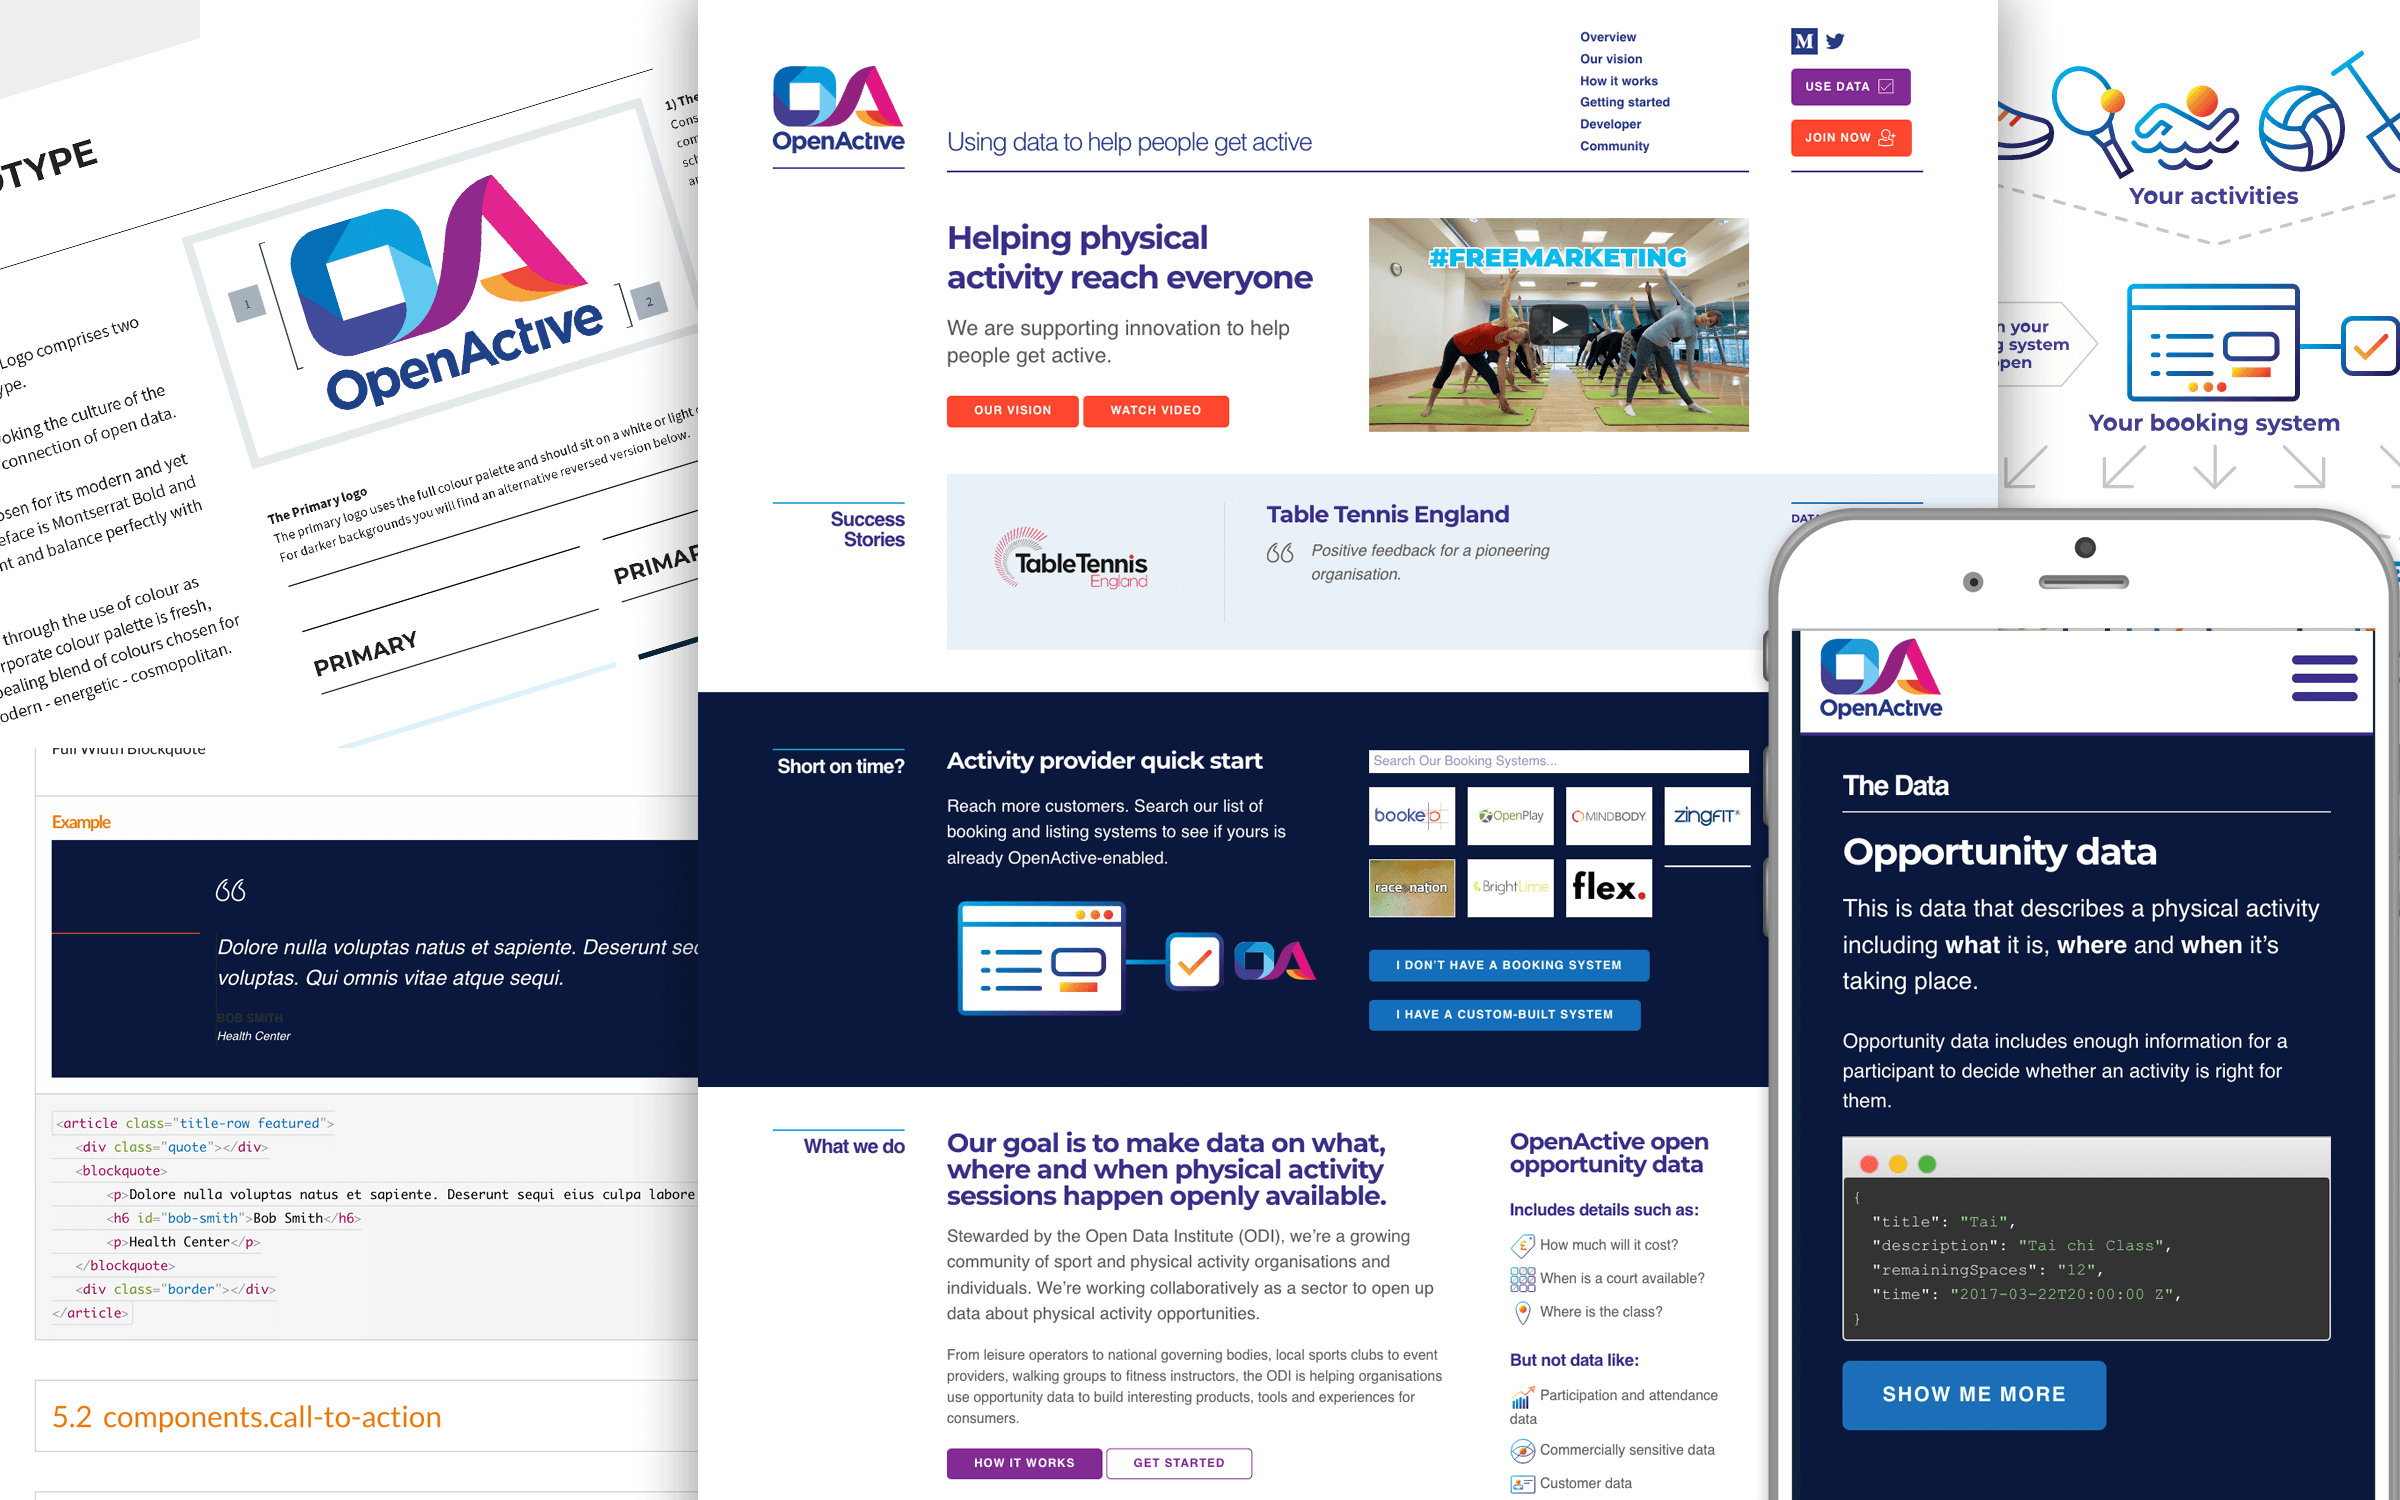 OTYPE
1) The
Cons
com
sch
Logo comprises two
voking the culture of the
connection of open data.
for its modern and yet
is Montserrat Bold and
and balance perfectly with
through the use of colour as
colour palette is fresh,
blend of colours chosen for
- energetic - cosmopolitan.
1
OpenActive
2
The Primary logo
The primary logo uses the full colour palette and should sit on a white or light
For darker backgrounds you will find an alternative reversed version below.
PRIMARY
PRIMAR
Full Width Blockquote
Example
Dolore nulla voluptas natus et sapiente. Deserunt sec
voluptas. Qui omnis vitae atque sequi.
BOB SMITH
Health Center
<article class="title-row featured">
<div class="quote"></div>
<blockquote>
<p>Dolore nulla voluptas natus et sapiente. Deserunt sequi eius culpa labore
<h6 id="bob-smith">Bob Smith</h6>
<p>Health Center</p>
</blockquote>
<div class="border"></div>
</article>
5.2 components.call-to-action
OpenActive
Using data to help people get active
Overview
Our vision
How it works
Getting started
Developer
Community
M
USE DATA
JOIN NOW
Helping physical
activity reach everyone
We are supporting innovation to help
people get active.
OUR VISION
WATCH VIDEO
#FREEMARKETING
Success
Stories
TableTennis
England
Table Tennis England
Positive feedback for a pioneering
organisation.
DATA
Short on time?
Activity provider quick start
Reach more customers. Search our list of
booking and listing systems to see if yours is
already OpenActive-enabled.
Search Our Booking Systems...
OpenPlay
MINDBODY
zingFIT
race nation
BrightLime
flex.
I DON'T HAVE A BOOKING SYSTEM
I HAVE A CUSTOM-BUILT SYSTEM
What we do
Our goal is to make data on what,
where and when physical activity
sessions happen openly available.
Stewarded by the Open Data Institute (ODI), we're a growing
community of sport and physical activity organisations and
individuals. We're working collaboratively as a sector to open up
data about physical activity opportunities.
From leisure operators to national governing bodies, local sports clubs to event
providers, walking groups to fitness instructors, the ODI is helping organisations
use opportunity data to build interesting products, tools and experiences for
consumers.
HOW IT WORKS
GET STARTED
OpenActive open
opportunity data
Includes details such as:
How much will it cost?
When is a court available?
Where is the class?
But not data like:
Participation and attendance
data
Commercially sensitive data
Customer data
Your activities
your
system
Your booking system
OpenActive
The Data
Opportunity data
This is data that describes a physical activity
including what it is, where and when it's
taking place.
Opportunity data includes enough information for a
participant to decide whether an activity is right for
them.
{
"title": "Tai",
"description": "Tai chi Class",
"remainingSpaces": "12",
"time": "2017-03-22T20:00:00 Z",
}
SHOW ME MORE